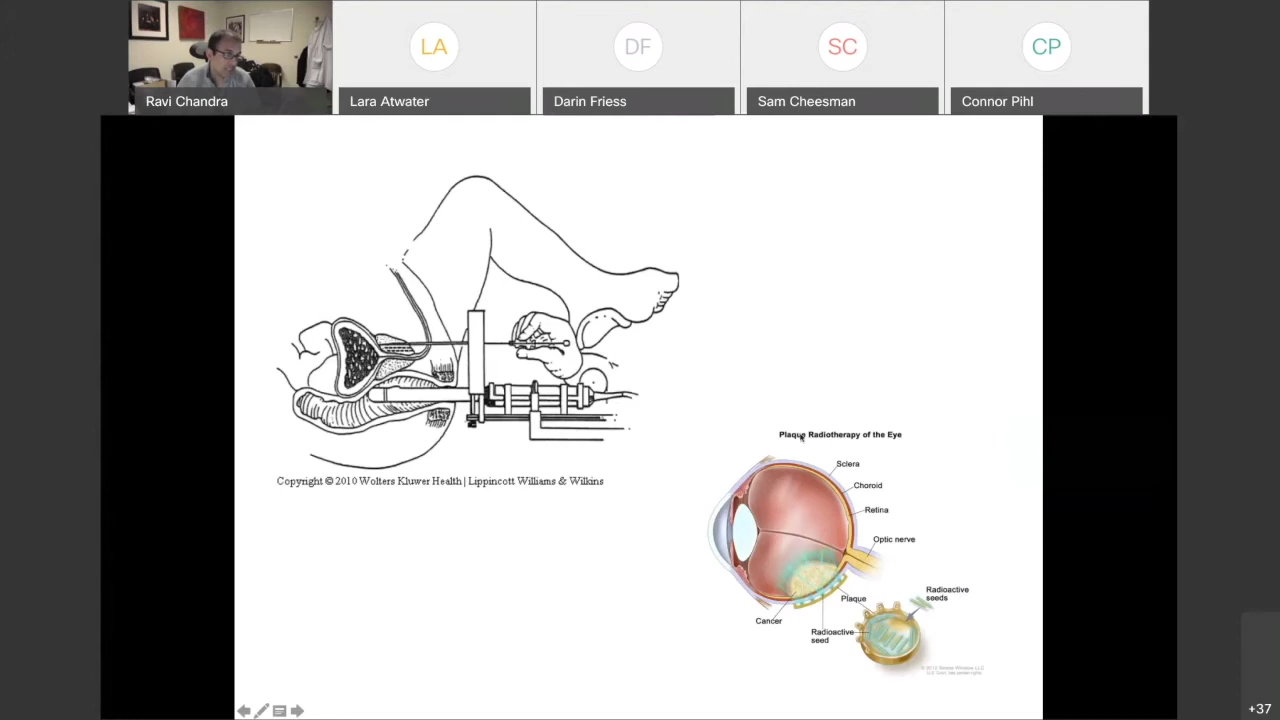 LA
DF
SC
CP
Ravi Chandra
Lara Atwater
Darin Friess
Sam Cheesman
Connor Pihl
Copyright © 2010 Wolters Kluwer Health | Lippincott Williams & Wilkins
Plaque Radiotherapy of the Eye
Sclera
Choroid
Retina
Optic nerve
Radioactive
seeds
Plaque
Cancer
Radioactive
seed
+37